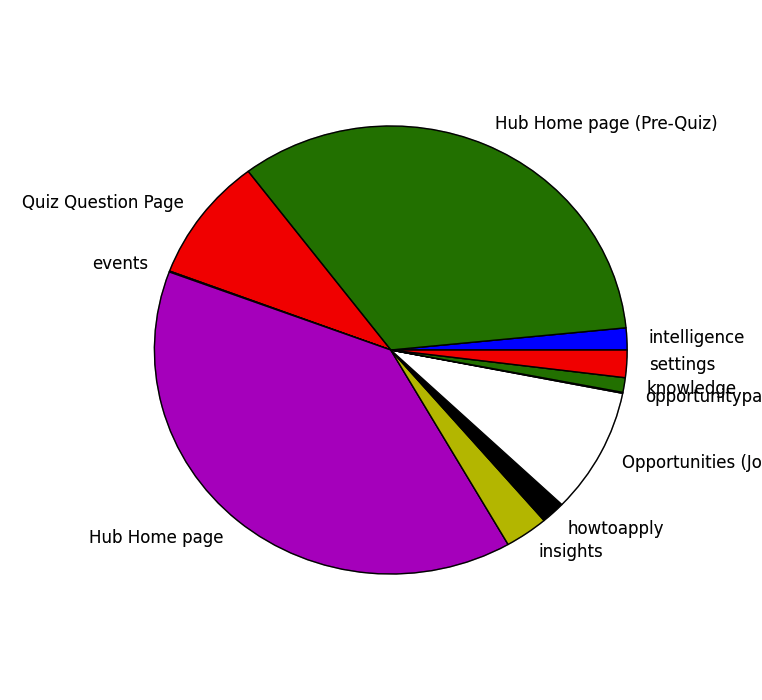 Hub Home page (Pre-Quiz)
Quiz Question Page
events
intelligence
settings
knowledge
opportunitypa
Opportunities (Jo
Hub Home page
howtoapply
insights